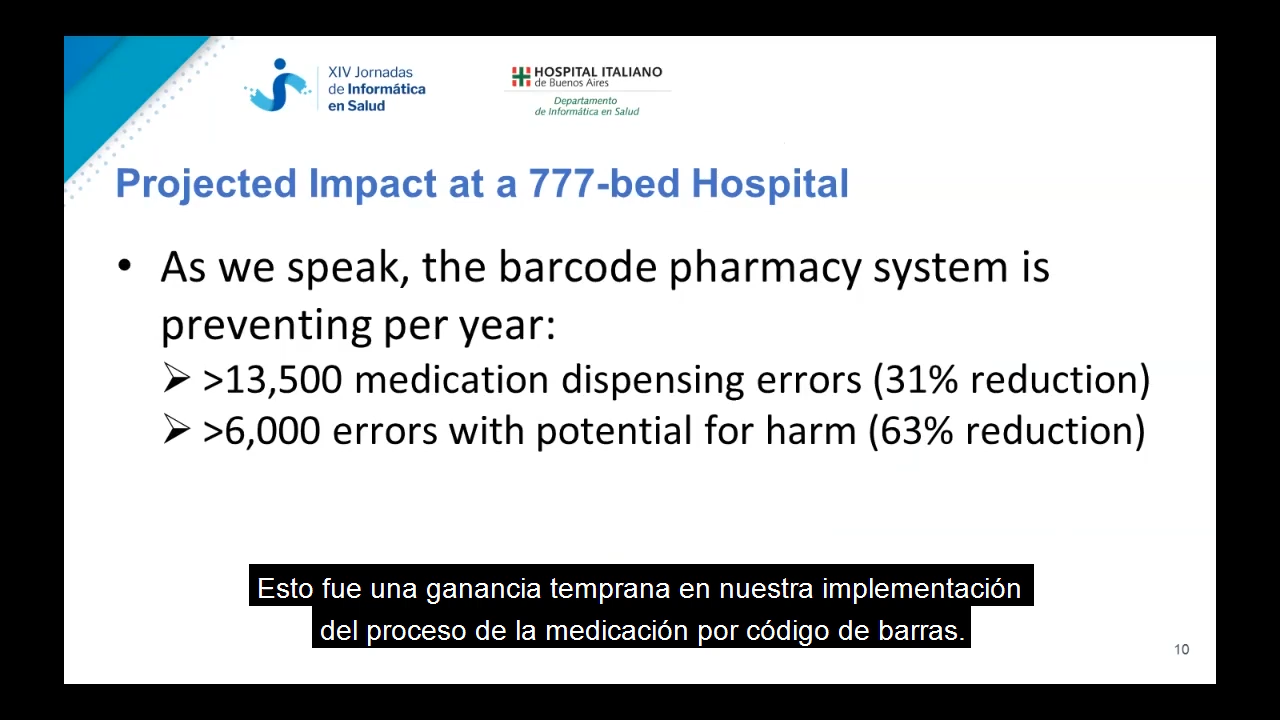 XIV Jornadas
de Informática
en Salud
HOSPITAL ITALIANO
de Buenos Aires
Departamento
de Informática en Salud
Projected Impact at a 777-bed Hospital
• As we speak, the barcode pharmacy system is
preventing per year:
➢ >13,500 medication dispensing errors (31% reduction)
➢ >6,000 errors with potential for harm (63% reduction)
Esto fue una ganancia temprana en nuestra implementación
del proceso de la medicación por código de barras.
10